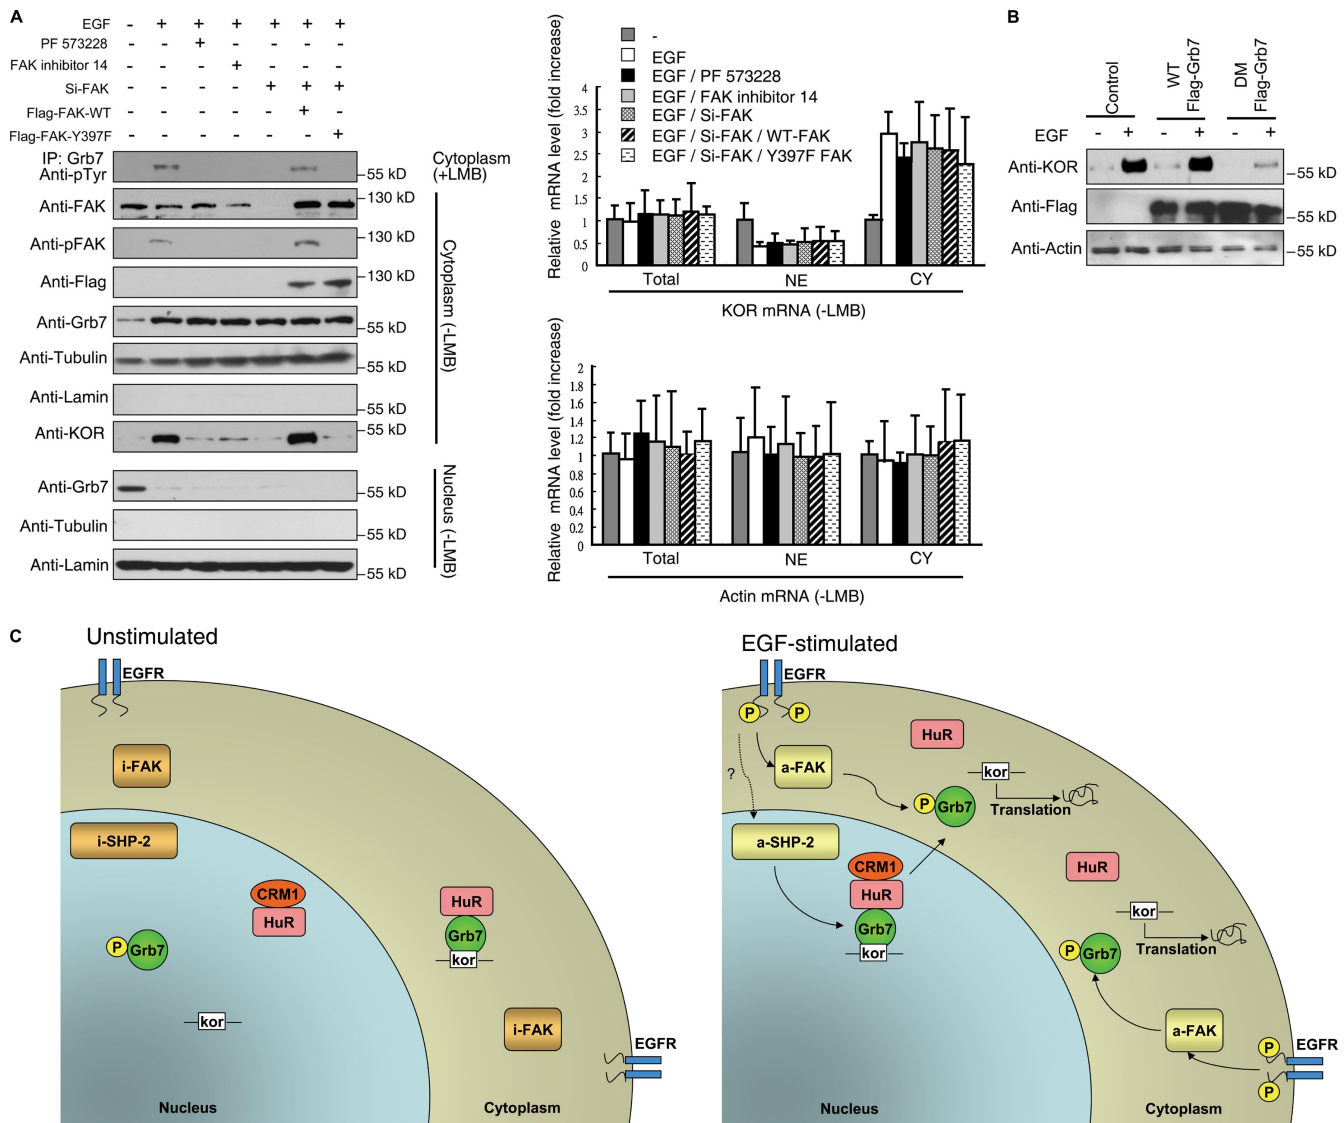 A
EGF - + + + + + +
PF 573228 - - + - - - -
FAK inhibitor 14 - - - + - - -
Si-FAK - - - - + + +
Flag-FAK-WT - - - - - + -
Flag-FAK-Y397F - - - - - - +
IP: Grb7
Anti-pTyr
55 kD
Cytoplasm
(+LMB)
Anti-FAK
130 kD
Anti-pFAK
130 kD
Anti-Flag
130 kD
Anti-Grb7
55 kD
Anti-Tubulin
55 kD
Anti-Lamin
55 kD
Anti-KOR
55 kD
Cytoplasm (-LMB)
Anti-Grb7
55 kD
Anti-Tubulin
55 kD
Anti-Lamin
55 kD
Nucleus (-LMB)
Relative mRNA level (fold increase)
4
3.5
3
2.5
2
1.5
1
0.5
0
-
EGF
EGF / PF 573228
EGF / FAK inhibitor 14
EGF / Si-FAK
EGF / Si-FAK / WT-FAK
EGF / Si-FAK / Y397F FAK
Total NE CY
KOR mRNA (-LMB)
Relative mRNA level (fold increase)
2
1.8
1.6
1.4
1.2
1
0.8
0.6
0.4
0.2
0
Total NE CY
Actin mRNA (-LMB)
B
Control
WT
Flag-Grb7
DM
Flag-Grb7
EGF - + - + - +
Anti-KOR
55 kD
Anti-Flag
55 kD
Anti-Actin
55 kD
C
Unstimulated
EGFR
i-FAK
i-SHP-2
CRM1
HuR
P
Grb7
kor
HuR
Grb7
kor
i-FAK
EGFR
Nucleus
Cytoplasm
EGF-stimulated
EGFR
P
P
?
a-FAK
HuR
kor
Translation
P
Grb7
a-SHP-2
CRM1
HuR
Grb7
kor
HuR
kor
Translation
P
Grb7
a-FAK
EGFR
P
P
Nucleus
Cytoplasm